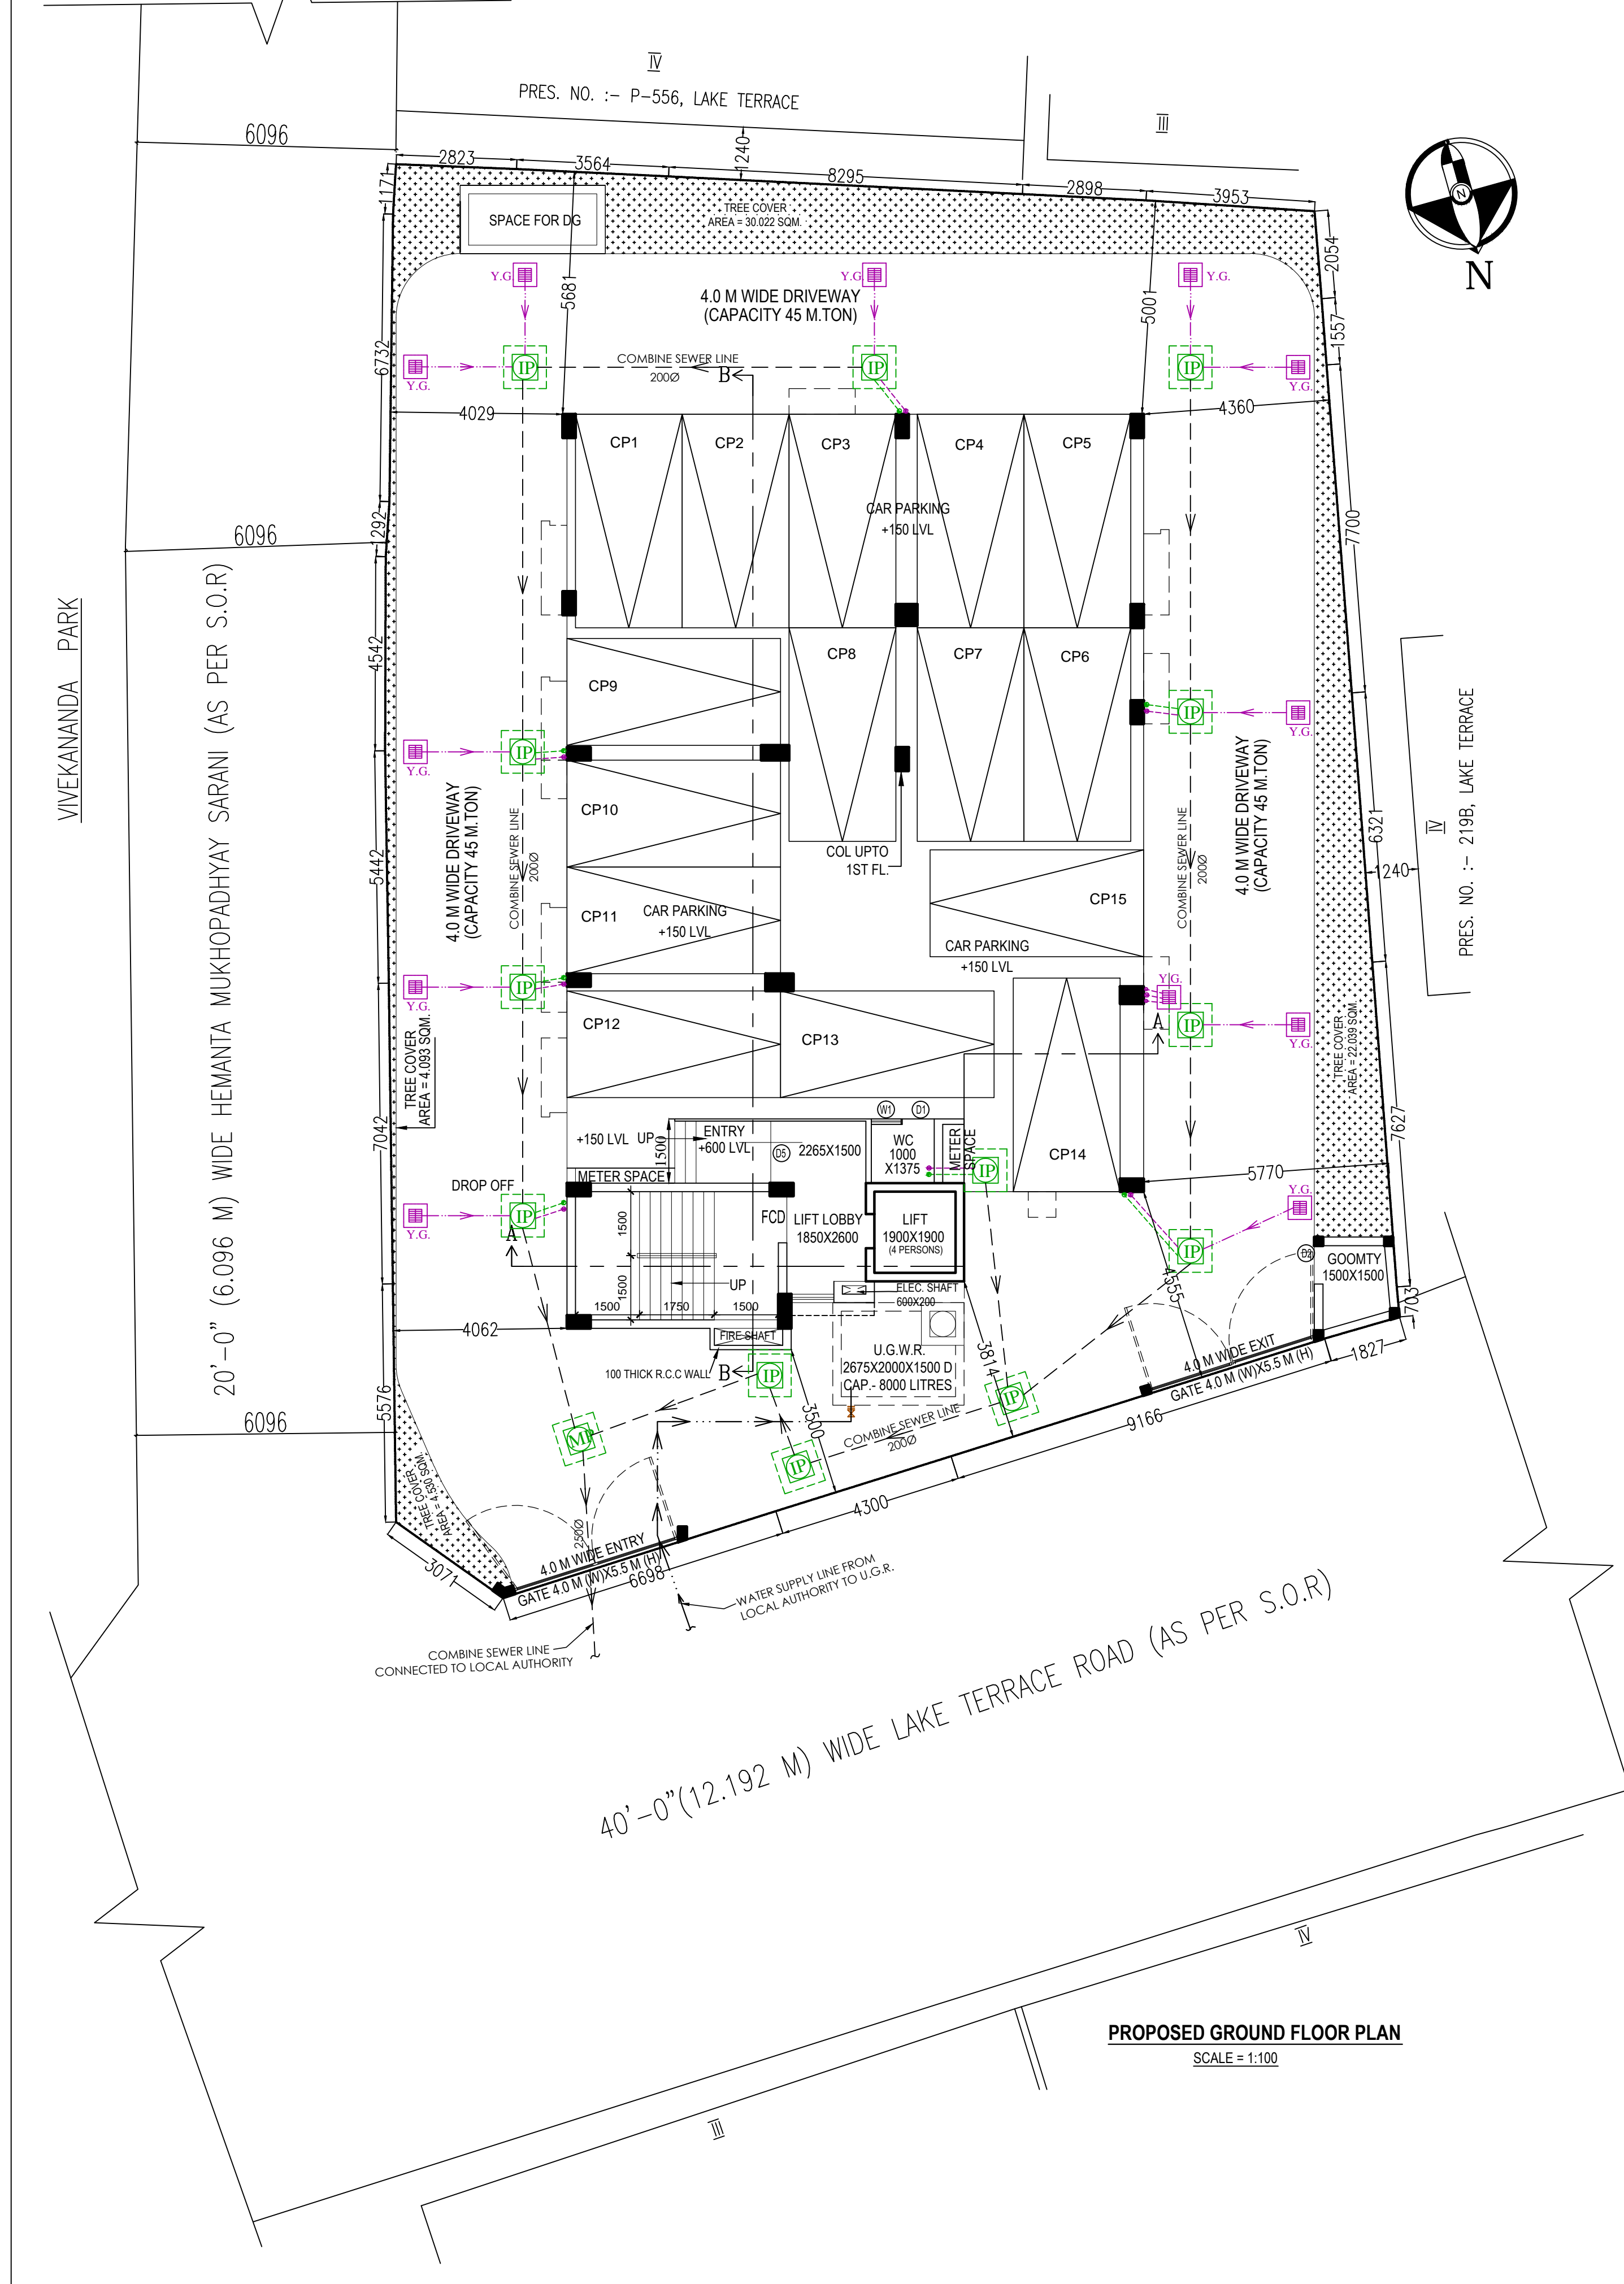 IV
PRES. NO. :- P-556, LAKE TERRACE
III
6096
2823
3564
1240
8295
2898
3953
1171
SPACE FOR DG
TREE COVER
AREA = 30.022 SQM.
N
N
2054
Y.G.
Y.G.
Y.G.
5681
4.0 M WIDE DRIVEWAY
(CAPACITY 45 M.TON)
5001
1557
6732
COMBINE SEWER LINE
200Ø
B
IP
IP
IP
Y.G.
Y.G.
4029
4360
CP1
CP2
CP3
CP4
CP5
CAR PARKING
+150 LVL
7700
1292
6096
VIVEKANANDA PARK
20'-0" (6.096 M) WIDE HEMANTA MUKHOPADHYAY SARANI (AS PER S.O.R)
4542
CP8
CP7
CP6
CP9
IP
Y.G.
IP
Y.G.
PRES. NO. :- 219B, LAKE TERRACE
IV
CP10
4.0 M WIDE DRIVEWAY
(CAPACITY 45 M.TON)
COMBINE SEWER LINE
200Ø
COL UPTO
1ST FL.
COMBINE SEWER LINE
200Ø
4.0 M WIDE DRIVEWAY
(CAPACITY 45 M.TON)
6321
1240
5442
CP11
CAR PARKING
+150 LVL
CP15
CAR PARKING
+150 LVL
IP
Y.G.
Y.G.
CP12
CP13
A
IP
Y.G.
TREE COVER
AREA = 4.093 SQM.
TREE COVER
AREA = 22.039 SQM.
7042
7627
W1
D1
+150 LVL
UP
1500
ENTRY
+600 LVL
D5
2265X1500
WC
1000
X1375
METER
SPACE
IP
CP14
METER SPACE
5770
DROP OFF
IP
Y.G.
Y.G.
A
1500
FCD
LIFT LOBBY
1850X2600
LIFT
1900X1900
(4 PERSONS)
IP
D2
GOOMTY
1500X1500
1500
UP
ELEC. SHAFT
600X200
4555
703
1500
1750
1500
4062
FIRE SHAFT
U.G.W.R.
2675X2000X1500 D
CAP.- 8000 LITRES
3814
4.0 M WIDE EXIT
GATE 4.0 M (W)X5.5 M (H)
1827
100 THICK R.C.C WALL
B
IP
IP
5576
6096
3500
COMBINE SEWER LINE
200Ø
9166
MP
IP
TREE COVER
AREA = 4.530 SQM.
4300
250Ø
3071
4.0 M WIDE ENTRY
GATE 4.0 M (W)X5.5 M (H)
6698
WATER SUPPLY LINE FROM
LOCAL AUTHORITY TO U.G.R.
COMBINE SEWER LINE
CONNECTED TO LOCAL AUTHORITY
40'-0"(12.192 M) WIDE LAKE TERRACE ROAD (AS PER S.O.R)
IV
III
PROPOSED GROUND FLOOR PLAN
SCALE = 1:100